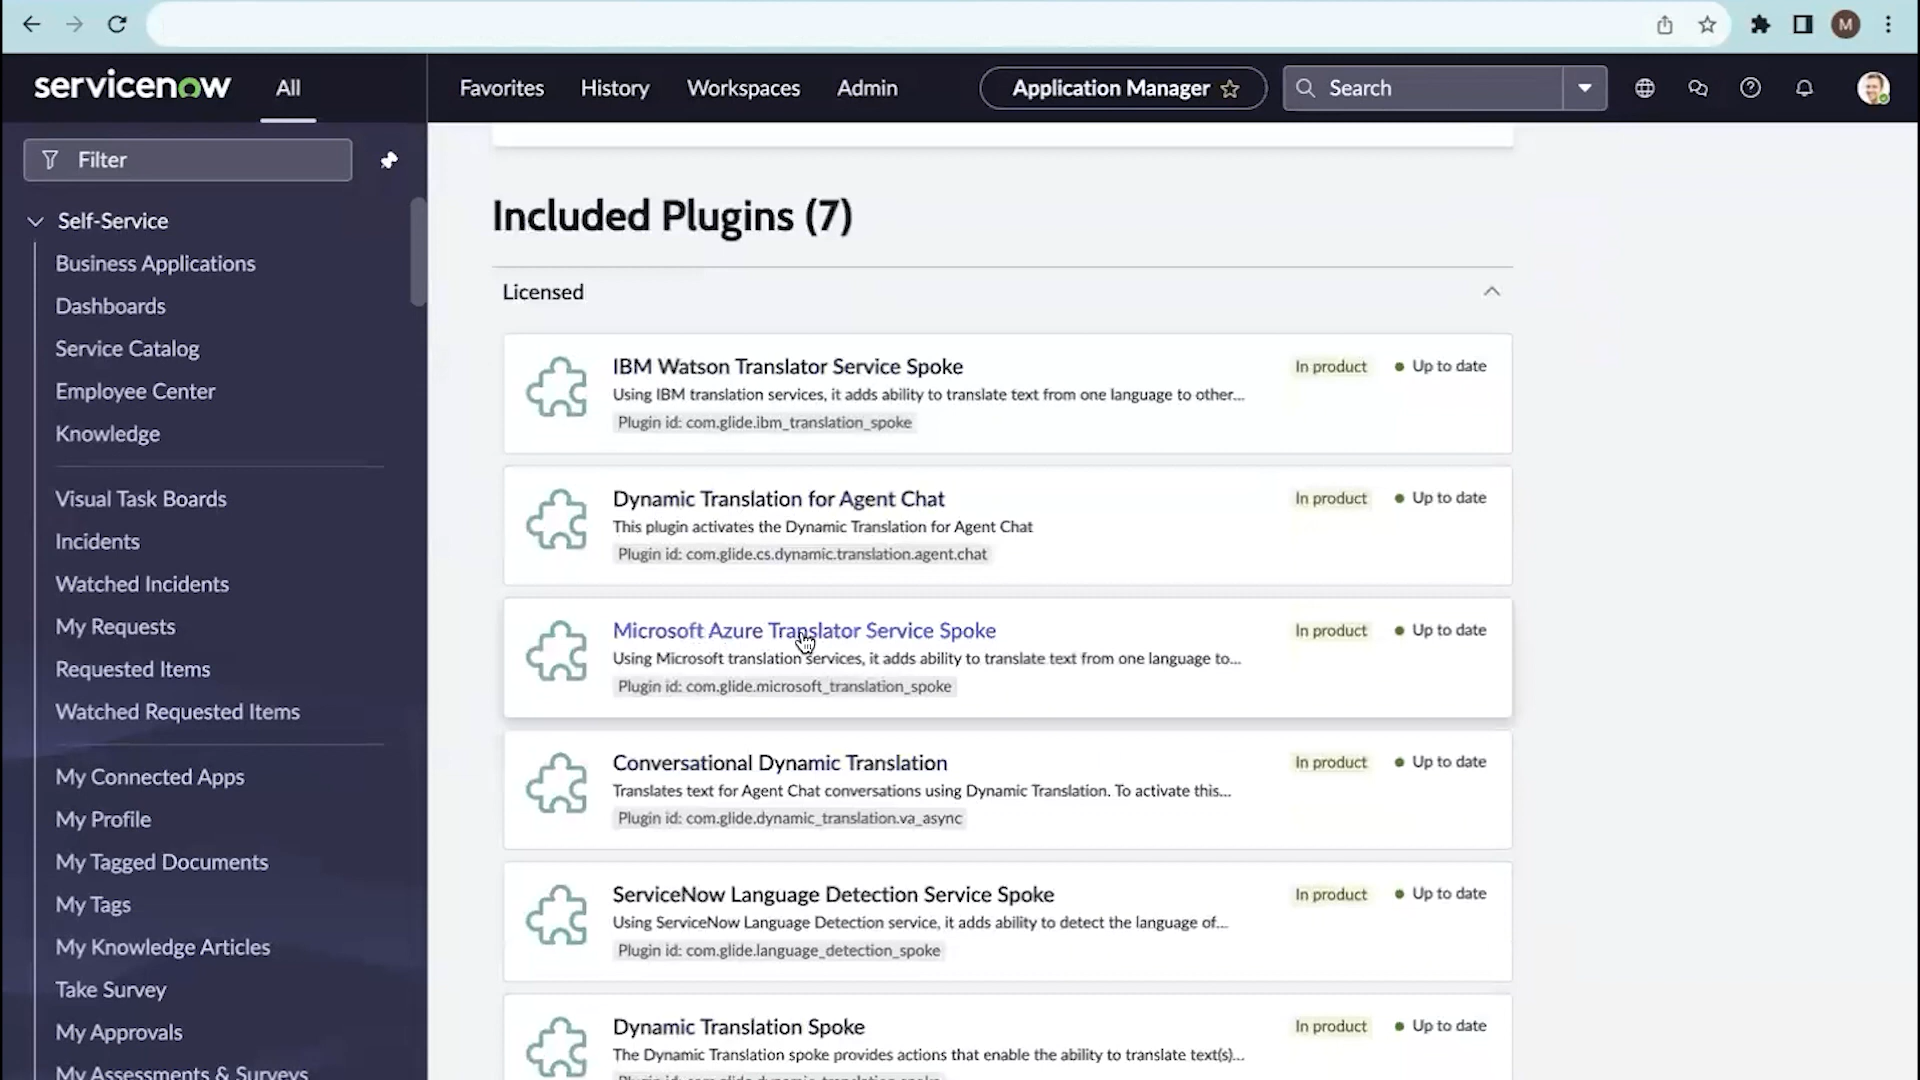 M
servicenow
All
Favorites
History
Workspaces
Admin
Application Manager
Search
Filter
Self-Service
Business Applications
Dashboards
Service Catalog
Employee Center
Knowledge
Visual Task Boards
Incidents
Watched Incidents
My Requests
Requested Items
Watched Requested Items
My Connected Apps
My Profile
My Tagged Documents
My Tags
My Knowledge Articles
Take Survey
My Approvals
My Assessments & Surveys
Included Plugins (7)
Licensed
IBM Watson Translator Service Spoke
In product
Up to date
Using IBM translation services, it adds ability to translate text from one language to other...
Plugin id: com.glide.ibm_translation_spoke
Dynamic Translation for Agent Chat
In product
Up to date
This plugin activates the Dynamic Translation for Agent Chat
Plugin id: com.glide.cs.dynamic.translation.agent.chat
Microsoft Azure Translator Service Spoke
In product
Up to date
Using Microsoft translation services, it adds ability to translate text from one language to...
Plugin id: com.glide.microsoft_translation_spoke
Conversational Dynamic Translation
In product
Up to date
Translates text for Agent Chat conversations using Dynamic Translation. To activate this...
Plugin id: com.glide.dynamic_translation.va_async
ServiceNow Language Detection Service Spoke
In product
Up to date
Using ServiceNow Language Detection service, it adds ability to detect the language of...
Plugin id: com.glide.language_detection_spoke
Dynamic Translation Spoke
In product
Up to date
The Dynamic Translation spoke provides actions that enable the ability to translate text(s)...